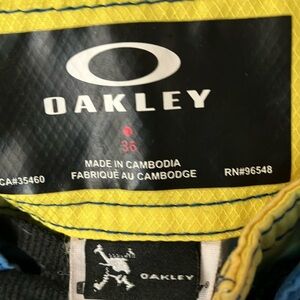 OAKLEY
36
MADE IN CAMBODIA
FABRIQUÉ AU CAMBODGE
CA#35460
RN#96548
OAKLEY